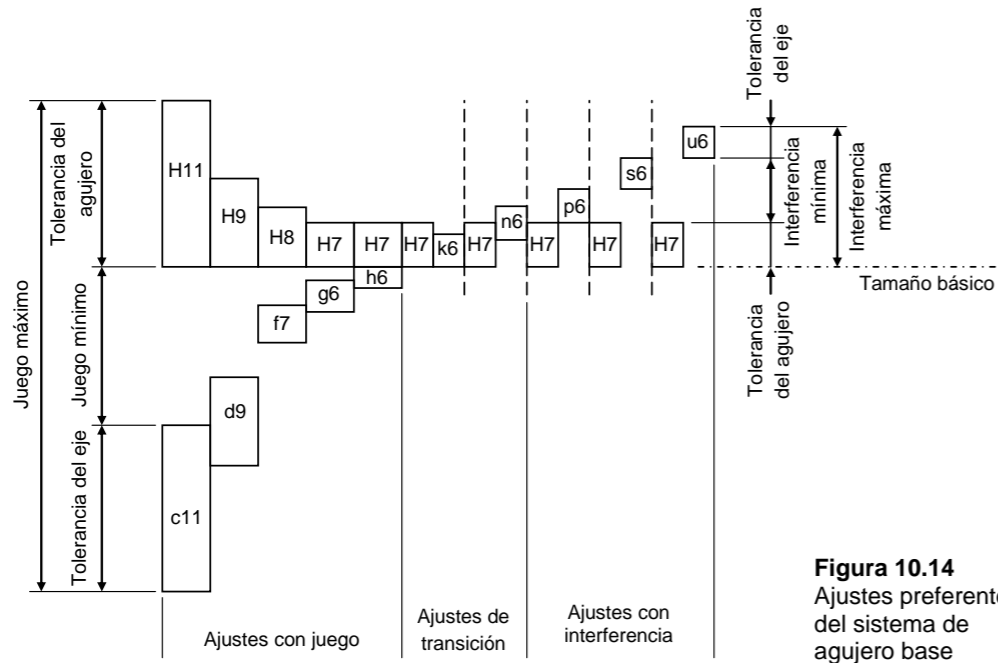 Juego máximo
Tolerancia del
agujero
Juego mínimo
Tolerancia del eje
H11
H9
H8
H7
H7
H7
k6
H7
n6
H7
p6
H7
s6
H7
u6
h6
g6
f7
d9
c11
Tolerancia
del eje
Interferencia
mínima
Interferencia
máxima
Tolerancia
del agujero
Tamaño básico
Ajustes con juego
Ajustes de
transición
Ajustes con
interferencia
Figura 10.14
Ajustes preferente
del sistema de
agujero base